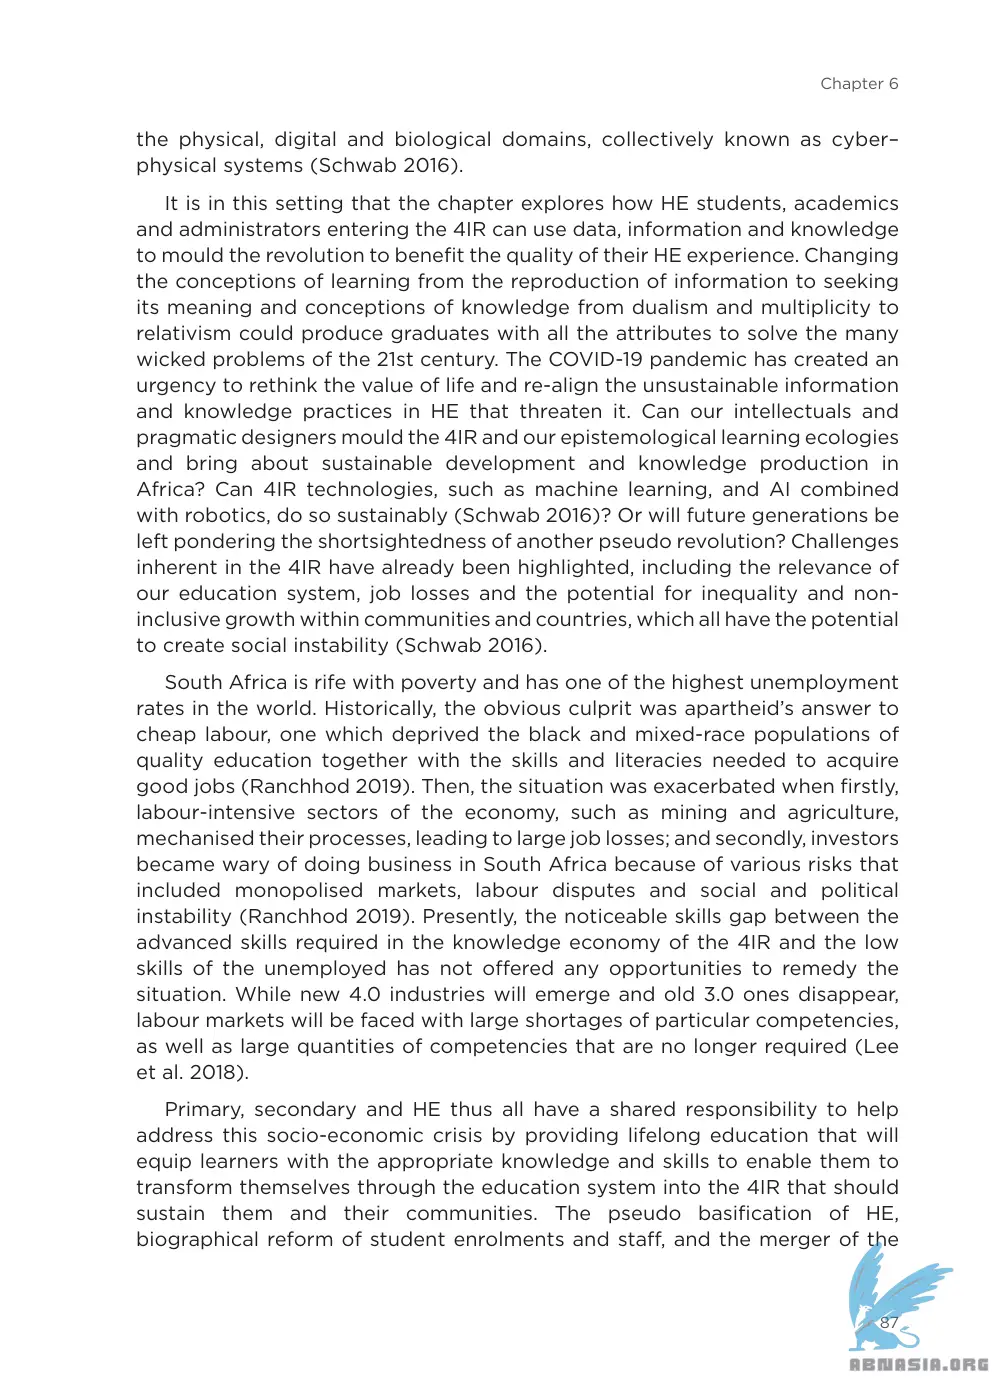 Chapter 6
the physical, digital and biological domains, collectively known as cyber–
physical systems (Schwab 2016).
It is in this setting that the chapter explores how HE students, academics
and administrators entering the 4IR can use data, information and knowledge
to mould the revolution to benefit the quality of their HE experience. Changing
the conceptions of learning from the reproduction of information to seeking
its meaning and conceptions of knowledge from dualism and multiplicity to
relativism could produce graduates with all the attributes to solve the many
wicked problems of the 21st century. The COVID-19 pandemic has created an
urgency to rethink the value of life and re-align the unsustainable information
and knowledge practices in HE that threaten it. Can our intellectuals and
pragmatic designers mould the 4IR and our epistemological learning ecologies
and bring about sustainable development and knowledge production in
Africa? Can 4IR technologies, such as machine learning, and AI combined
with robotics, do so sustainably (Schwab 2016)? Or will future generations be
left pondering the shortsightedness of another pseudo revolution? Challenges
inherent in the 4IR have already been highlighted, including the relevance of
our education system, job losses and the potential for inequality and non-
inclusive growth within communities and countries, which all have the potential
to create social instability (Schwab 2016).
South Africa is rife with poverty and has one of the highest unemployment
rates in the world. Historically, the obvious culprit was apartheid’s answer to
cheap labour, one which deprived the black and mixed-race populations of
quality education together with the skills and literacies needed to acquire
good jobs (Ranchhod 2019). Then, the situation was exacerbated when firstly,
labour-intensive sectors of the economy, such as mining and agriculture,
mechanised their processes, leading to large job losses; and secondly, investors
became wary of doing business in South Africa because of various risks that
included monopolised markets, labour disputes and social and political
instability (Ranchhod 2019). Presently, the noticeable skills gap between the
advanced skills required in the knowledge economy of the 4IR and the low
skills of the unemployed has not offered any opportunities to remedy the
situation. While new 4.0 industries will emerge and old 3.0 ones disappear,
labour markets will be faced with large shortages of particular competencies,
as well as large quantities of competencies that are no longer required (Lee
et al. 2018).
Primary, secondary and HE thus all have a shared responsibility to help
address this socio-economic crisis by providing lifelong education that will
equip learners with the appropriate knowledge and skills to enable them to
transform themselves through the education system into the 4IR that should
sustain them and their communities. The pseudo basification of HE,
biographical reform of student enrolments and staff, and the merger of the
87
ABNASIA.ORG